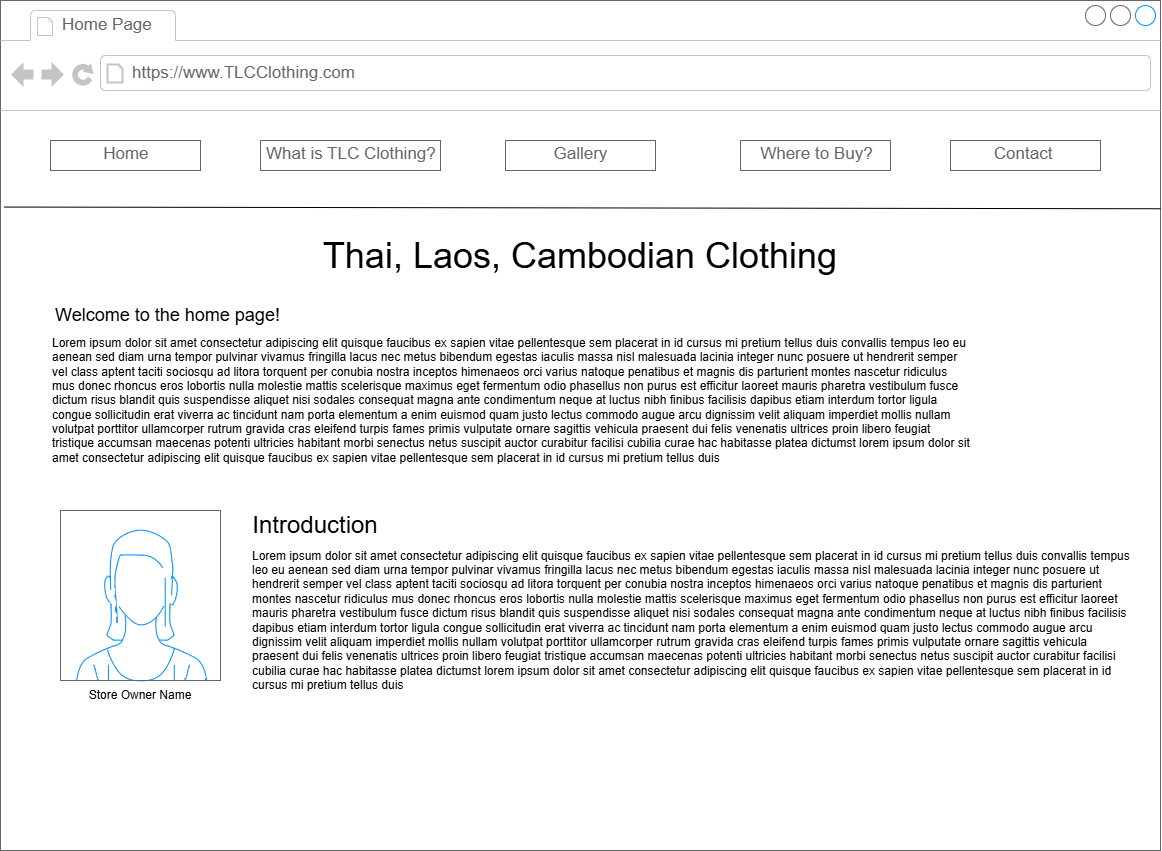 Home Page
https://www.TLCClothing.com
Home
What is TLC Clothing?
Gallery
Where to Buy?
Contact
Thai, Laos, Cambodian Clothing
Welcome to the home page!
Lorem ipsum dolor sit amet consectetur adipiscing elit quisque faucibus ex sapien vitae pellentesque sem placerat in id cursus mi pretium tellus duis convallis tempus leo eu
aenean sed diam urna tempor pulvinar vivamus fringilla lacus nec metus bibendum egestas iaculis massa nisl malesuada lacinia integer nunc posuere ut hendrerit semper
vel class aptent taciti sociosqu ad litora torquent per conubia nostra inceptos himenaeos orci varius natoque penatibus et magnis dis parturient montes nascetur ridiculus
mus donec rhoncus eros lobortis nulla molestie mattis scelerisque maximus eget fermentum odio phasellus non purus est efficitur laoreet mauris pharetra vestibulum fusce
dictum risus blandit quis suspendisse aliquet nisi sodales consequat magna ante condimentum neque at luctus nibh finibus facilisis dapibus etiam interdum tortor ligula
congue sollicitudin erat viverra ac tincidunt nam porta elementum a enim euismod quam justo lectus commodo augue arcu dignissim velit aliquam imperdiet mollis nullam
volutpat porttitor ullamcorper rutrum gravida cras eleifend turpis fames primis vulputate ornare sagittis vehicula praesent dui felis venenatis ultrices proin libero feugiat
tristique accumsan maecenas potenti ultricies habitant morbi senectus netus suscipit auctor curabitur facilisi cubilia curae hac habitasse platea dictumst lorem ipsum dolor sit
amet consectetur adipiscing elit quisque faucibus ex sapien vitae pellentesque sem placerat in id cursus mi pretium tellus duis
Introduction
Lorem ipsum dolor sit amet consectetur adipiscing elit quisque faucibus ex sapien vitae pellentesque sem placerat in id cursus mi pretium tellus duis convallis tempus
leo eu aenean sed diam urna tempor pulvinar vivamus fringilla lacus nec metus bibendum egestas iaculis massa nisl malesuada lacinia integer nunc posuere ut
hendrerit semper vel class aptent taciti sociosqu ad litora torquent per conubia nostra inceptos himenaeos orci varius natoque penatibus et magnis dis parturient
montes nascetur ridiculus mus donec rhoncus eros lobortis nulla molestie mattis scelerisque maximus eget fermentum odio phasellus non purus est efficitur laoreet
mauris pharetra vestibulum fusce dictum risus blandit quis suspendisse aliquet nisi sodales consequat magna ante condimentum neque at luctus nibh finibus facilisis
dapibus etiam interdum tortor ligula congue sollicitudin erat viverra ac tincidunt nam porta elementum a enim euismod quam justo lectus commodo augue arcu
dignissim velit aliquam imperdiet mollis nullam volutpat porttitor ullamcorper rutrum gravida cras eleifend turpis fames primis vulputate ornare sagittis vehicula
praesent dui felis venenatis ultrices proin libero feugiat tristique accumsan maecenas potenti ultricies habitant morbi senectus netus suscipit auctor curabitur facilisi
cubilia curae hac habitasse platea dictumst lorem ipsum dolor sit amet consectetur adipiscing elit quisque faucibus ex sapien vitae pellentesque sem placerat in id
cursus mi pretium tellus duis
Store Owner Name